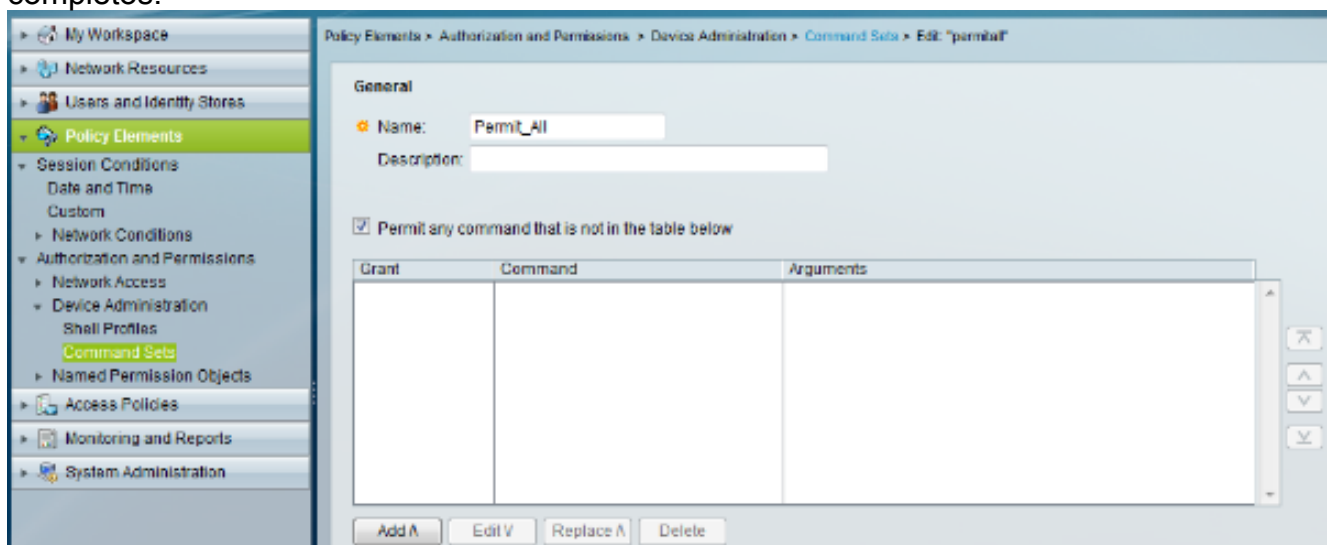 completes.
My Workspace
Network Resources
Users and Identity Stores
Policy Elements
Session Conditions
Date and Time
Custom
Network Conditions
Authorization and Permissions
Network Access
Device Administration
Shell Profiles
Command Sets
Named Permission Objects
Access Policies
Monitoring and Reports
System Administration
Policy Elements > Authorization and Permissions > Device Administration > Command Sets > Edit: "permitall"
General
Name: Permit_All
Description:
Permit any command that is not in the table below
Grant Command Arguments
Add Λ Edit V Replace Λ Delete